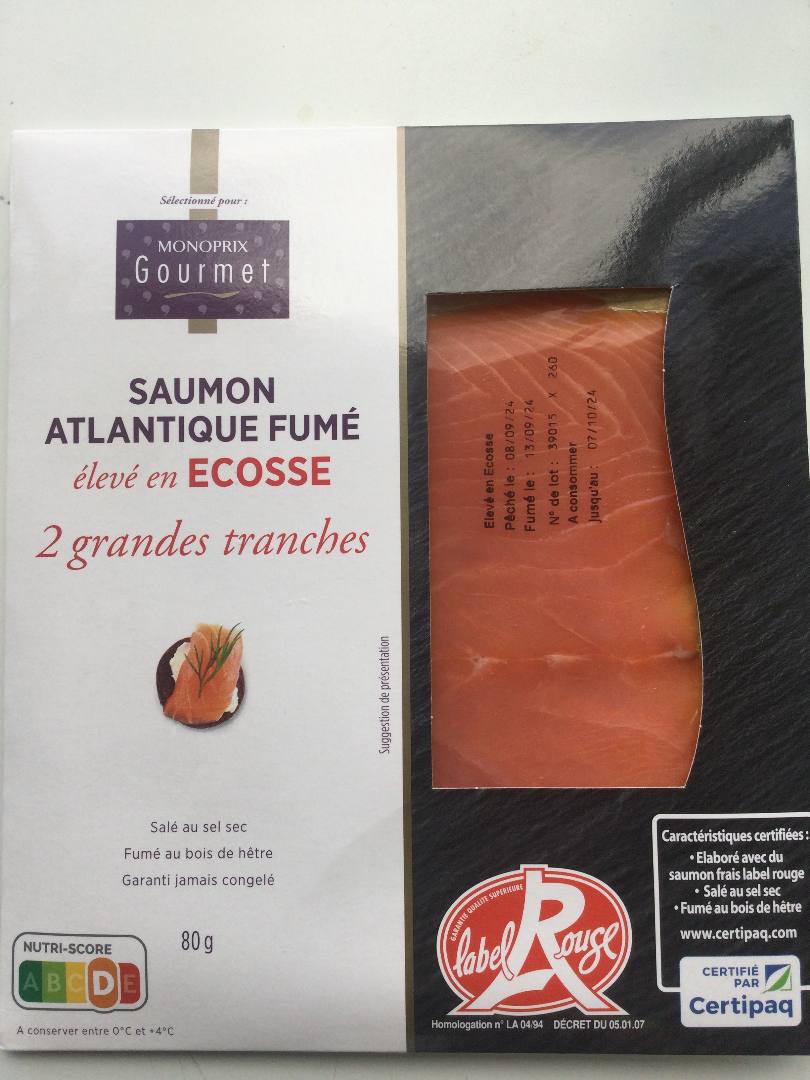 Sélectionné pour :
MONOPRIX
Gourmet
SAUMON
ATLANTIQUE FUMÉ
élevé en ECOSSE
2 grandes tranches
Suggestion de présentation
Salé au sel sec
Fumé au bois de hêtre
Garanti jamais congelé
80 g
NUTRI-SCORE
A B C D E
A conserver entre 0°C et +4°C
Elevé en Ecosse
Pêché le : 08/09/24
Fumé le : 13/09/24
N° de lot : 39015 X 260
A consommer
jusqu'au : 07/10/24
GARANTIE QUALITE SUPERIEURE
label Rouge
Homologation n° LA 04/94 DÉCRET DU 05.01.07
Caractéristiques certifiées :
• Elaboré avec du
saumon frais label rouge
• Salé au sel sec
• Fumé au bois de hêtre
www.certipaq.com
CERTIFIÉ
PAR
Certipaq